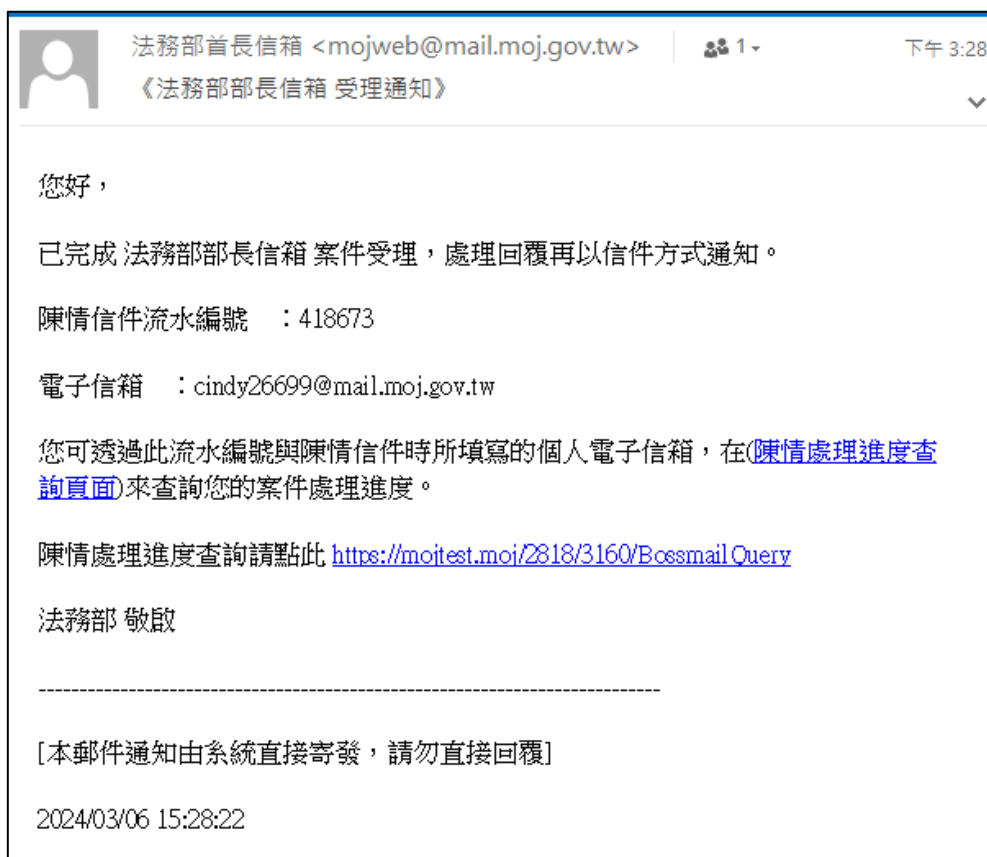 法務部首長信箱 <mojweb@mail.moj.gov.tw> 1 下午 3:28
《法務部部長信箱 受理通知》
您好，
已完成 法務部部長信箱 案件受理，處理回覆再以信件方式通知。
陳情信件流水編號　：418673
電子信箱　：cindy26699@mail.moj.gov.tw
您可透過此流水編號與陳情信件時所填寫的個人電子信箱，在(陳情處理進度查
詢頁面)來查詢您的案件處理進度。
陳情處理進度查詢請點此 https://mojtest.moj/2818/3160/BossmailQuery
法務部 敬啟
---------------------------------------------------------------------------
[本郵件通知由系統直接寄發，請勿直接回覆]
2024/03/06 15:28:22